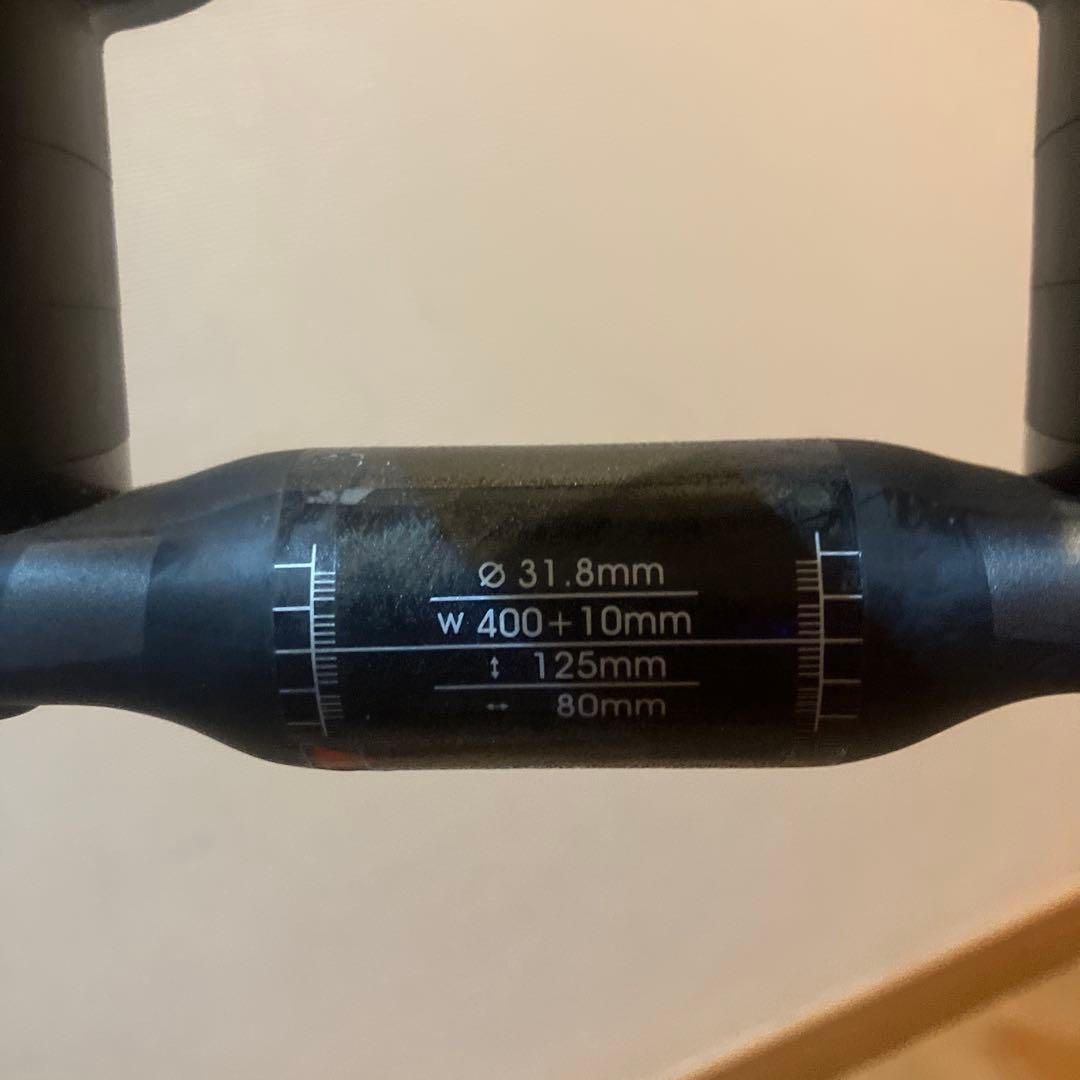 ⌀ 31.8mm
W 400+10mm
↕ 125mm
↔ 80mm